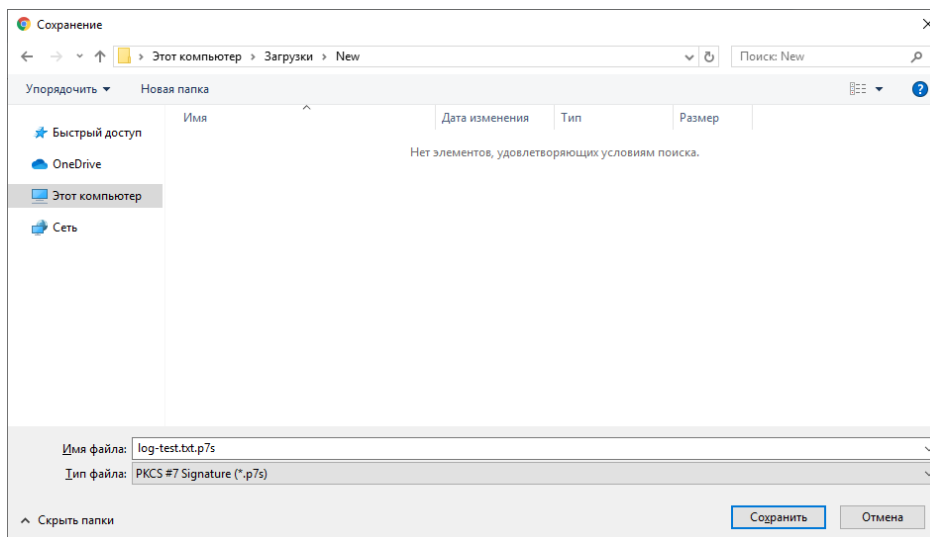 Сохранение
Этот компьютер › Загрузки › New
Поиск: New
Упорядочить
Новая папка
Имя
Дата изменения
Тип
Размер
Быстрый доступ
Нет элементов, удовлетворяющих условиям поиска.
OneDrive
Этот компьютер
Сеть
Имя файла: log-test.txt.p7s
Тип файла: PKCS #7 Signature (*.p7s)
Скрыть папки
Сохранить
Отмена